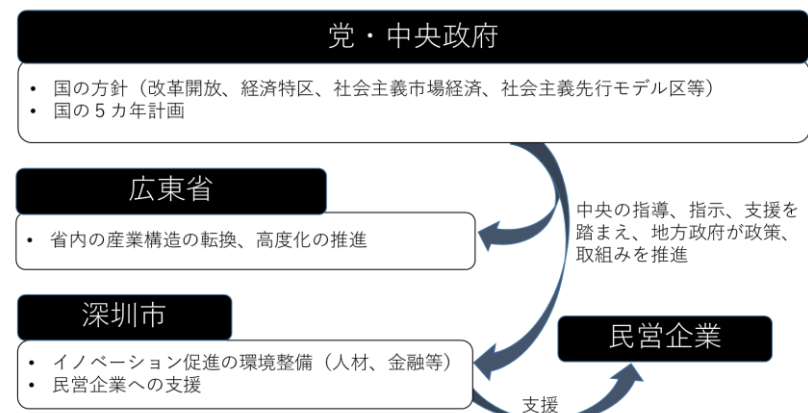 党・中央政府
• 国の方針（改革開放、経済特区、社会主義市場経済、社会主義先行モデル区等）
• 国の５カ年計画
広東省
• 省内の産業構造の転換、高度化の推進
中央の指導、指示、支援を
踏まえ、地方政府が政策、
取組みを推進
深圳市
• イノベーション促進の環境整備（人材、金融等）
• 民営企業への支援
民営企業
支援